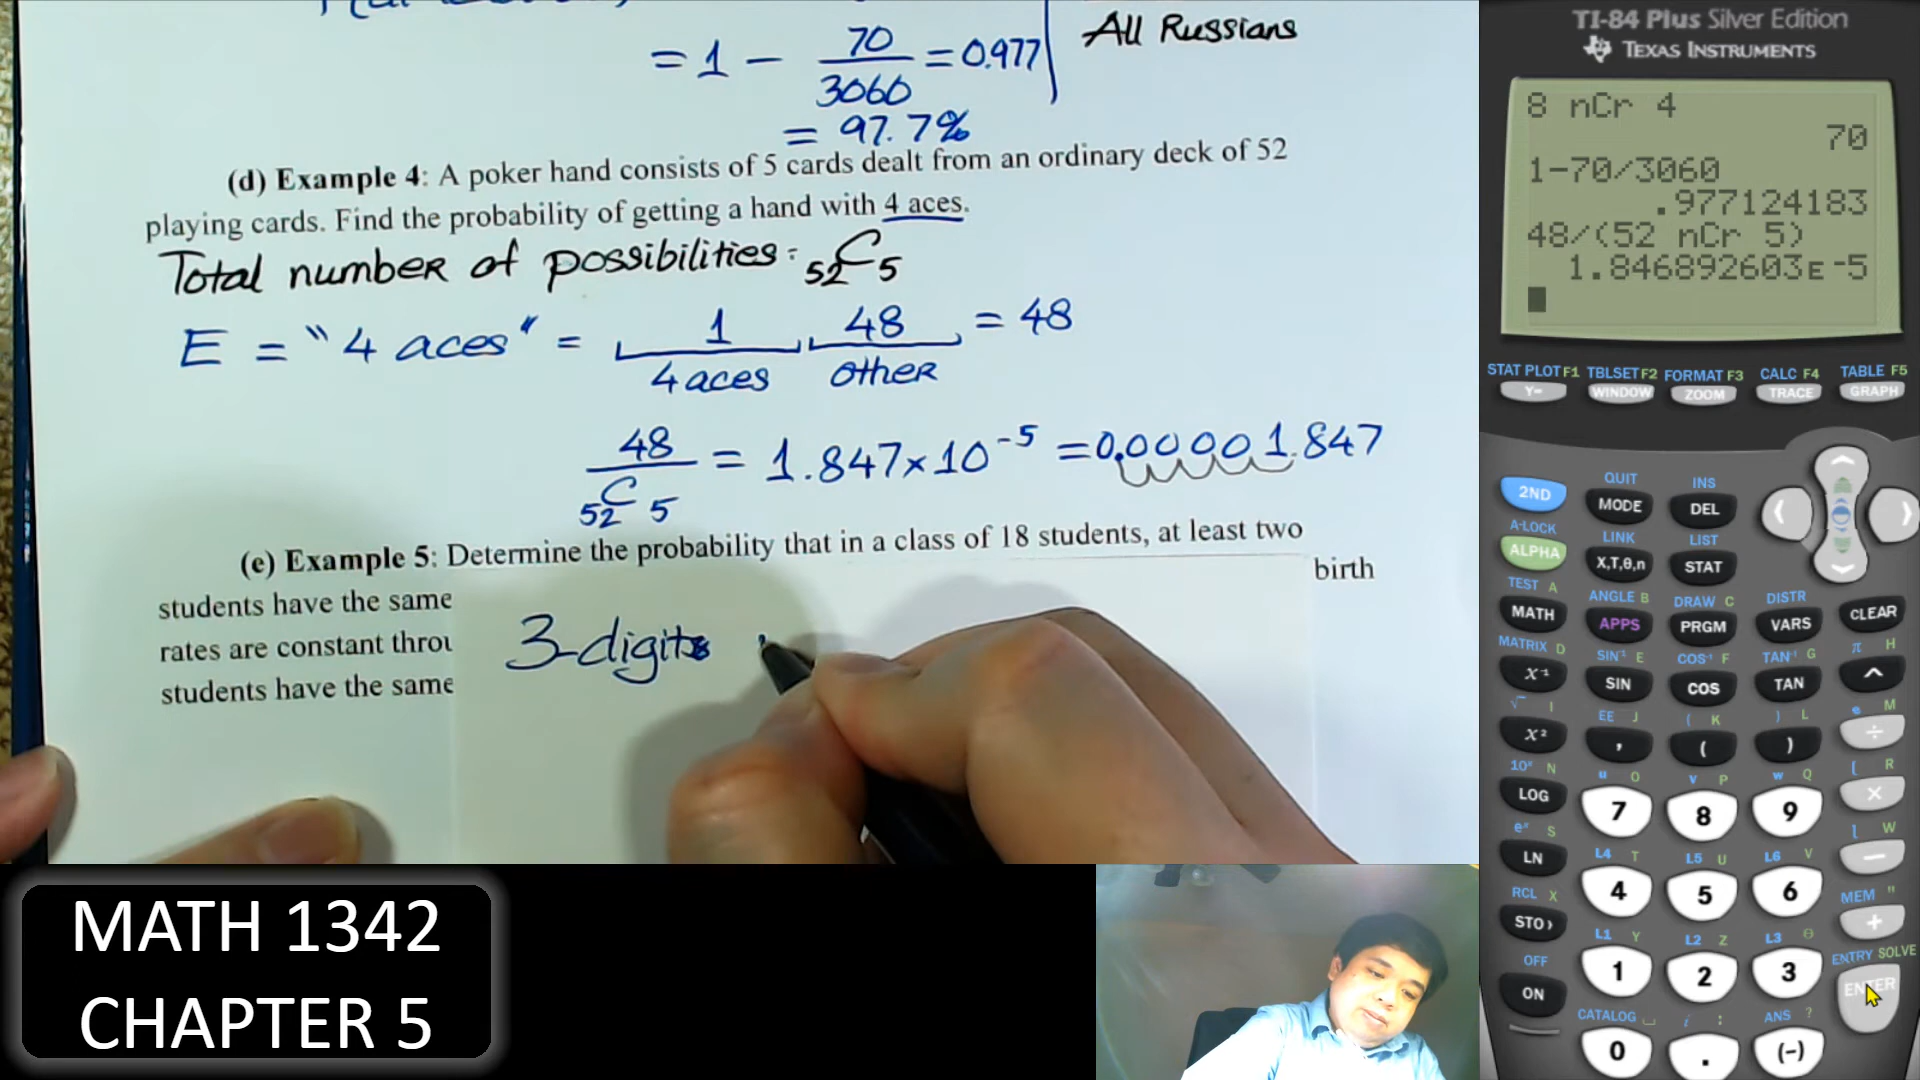 = 1 - 70/3060 = 0.977
= 97.7%
All Russians
(d) Example 4: A poker hand consists of 5 cards dealt from an ordinary deck of 52
playing cards. Find the probability of getting a hand with 4 aces.
Total number of possibilities: 52C5
E = "4 aces" = 1 48 = 48
4 aces other
48/52C5 = 1.847×10^-5 = 0.00001.847
(e) Example 5: Determine the probability that in a class of 18 students, at least two
students have the same birth
rates are constant
students have the same
3-digits
MATH 1342
CHAPTER 5
TI-84 Plus Silver Edition
TEXAS INSTRUMENTS
8 nCr 4
70
1-70/3060
.977124183
48/(52 nCr 5)
1.846892603E-5
STAT PLOT F1 TBLSET F2 FORMAT F3 CALC F4 TABLE F5
Y= WINDOW ZOOM TRACE GRAPH
QUIT INS
2ND MODE DEL
A-LOCK LINK LIST
ALPHA X,T,θ,n STAT
TEST A ANGLE B DRAW C DISTR
MATH APPS PRGM VARS CLEAR
MATRIX D SIN⁻¹ E COS⁻¹ F TAN⁻¹ G π H
X⁻¹ SIN COS TAN ^
√ I EE J ( K ) L e M
X² , ( ) ÷
10ˣ N u O v P w Q [ R
LOG 7 8 9 ×
eˣ S L4 T L5 U L6 V ] W
LN 4 5 6 −
RCL X L1 Y L2 Z L3 θ MEM "
STO› 1 2 3 +
OFF CATALOG i : ANS ? ENTRY SOLVE
ON 0 . (-) ENTER